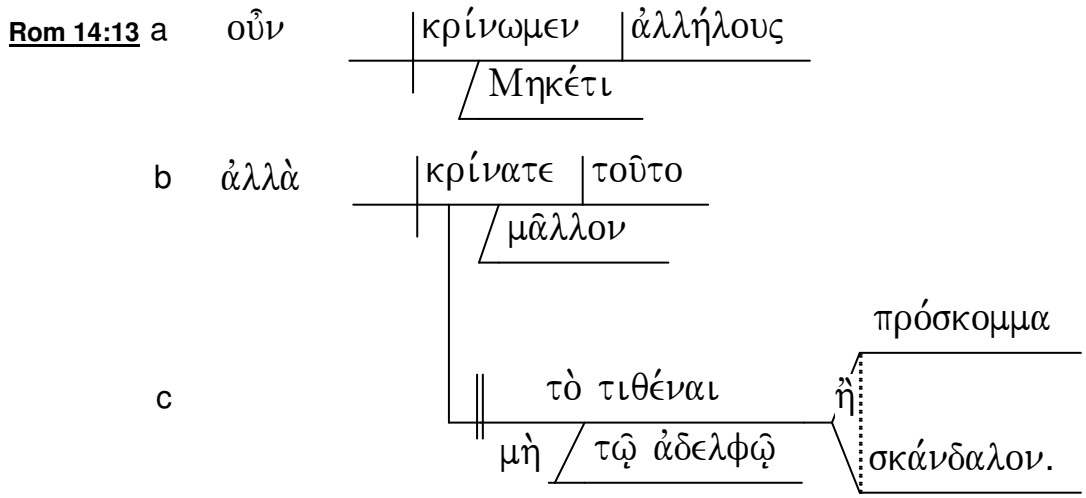 Rom 14:13 a οὖν κρίνωμεν ἀλλήλους
Μηκέτι
b ἀλλὰ κρίνατε τοῦτο
μᾶλλον
πρόσκομμα
c τὸ τιθέναι ἢ
μὴ τῷ ἀδελφῷ σκάνδαλον.